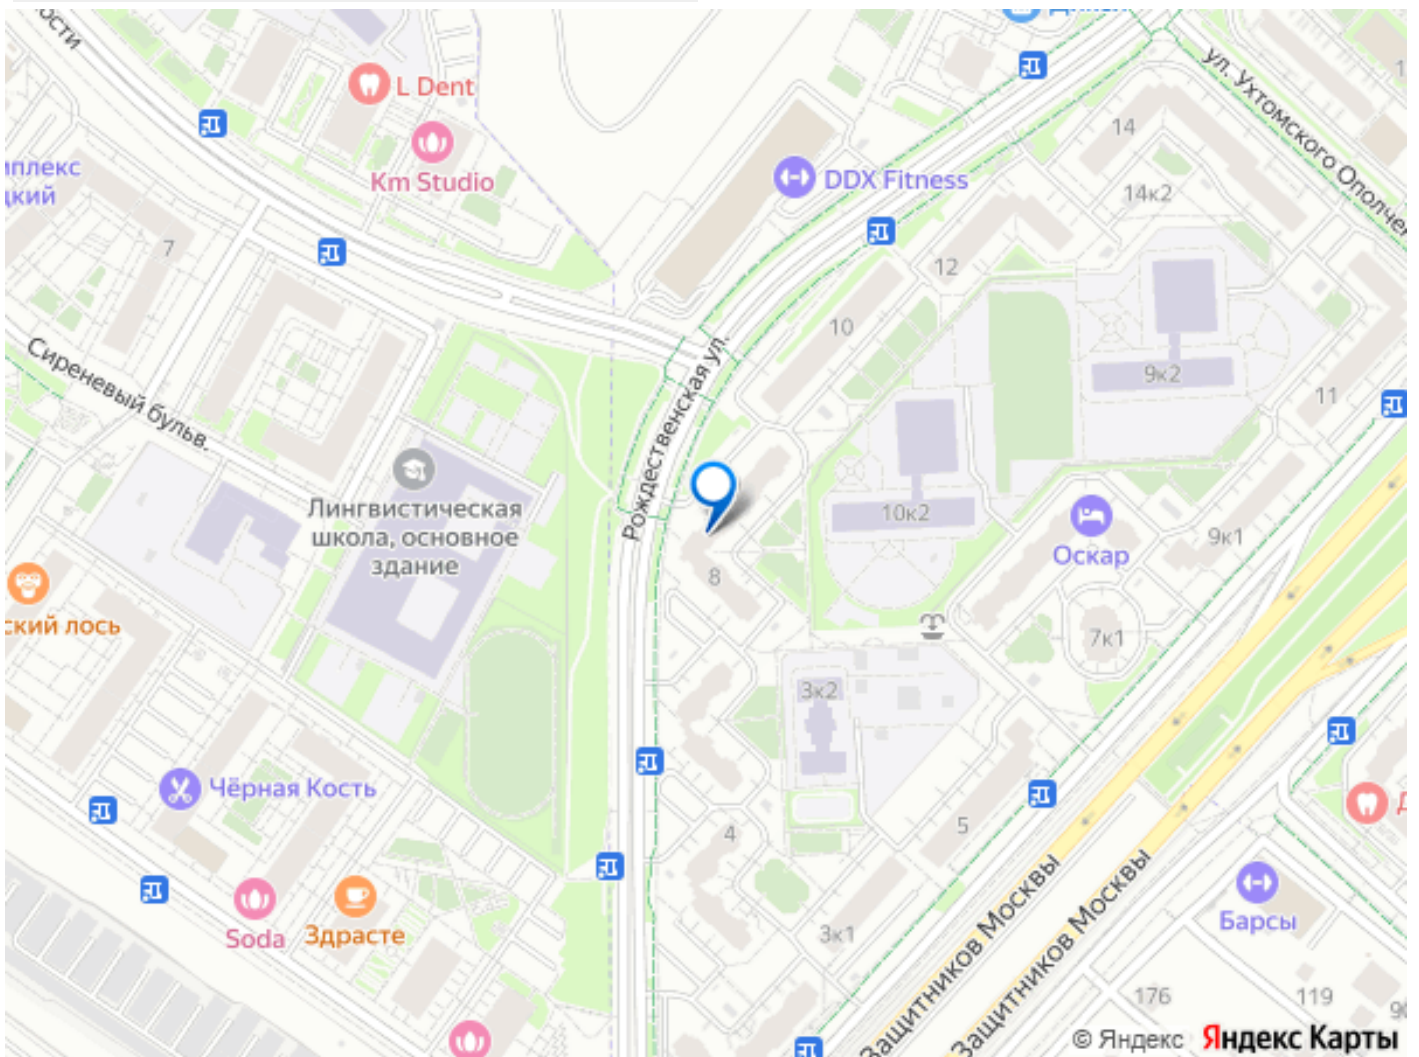 L Dent
Km Studio
7
DDX Fitness
14
14к2
ул. Ухтомского Ополчен
12
10
Сиреневый бульв.
Рождественская ул.
9к2
11
Лингвистическая
школа, основное
здание
10к2
Оскар
9к1
8
7к1
ский лось
3к2
Чёрная Кость
4
5
Soda
Здрасте
3к1
Защитников Москвы
Защитников Москвы
Барсы
176
119
© Яндекс Яндекс Карты